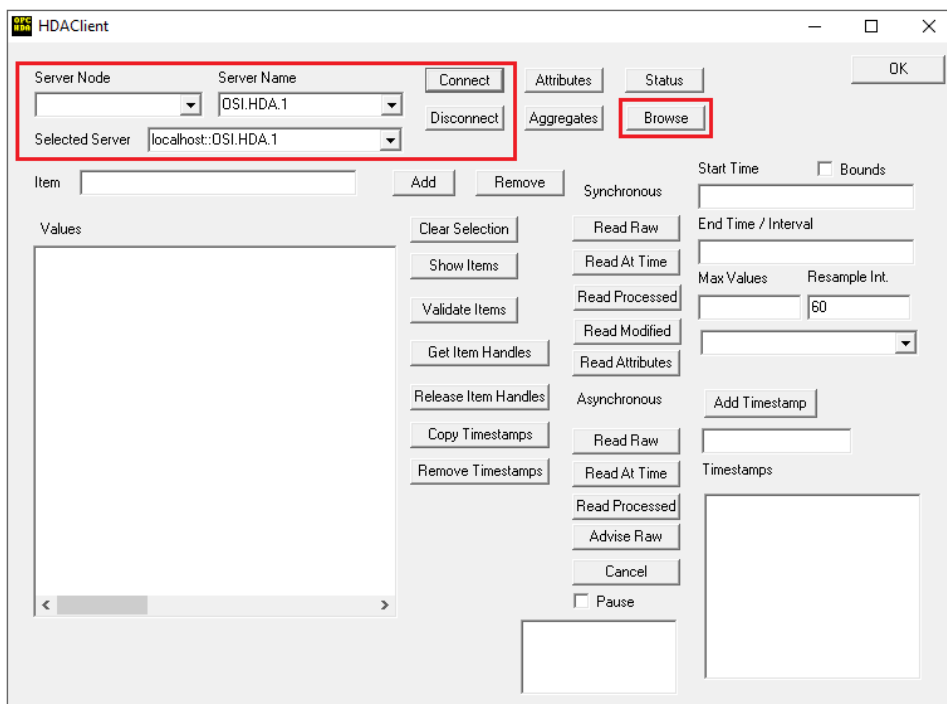 OPC HDA HDAClient
Server Node Server Name Connect Attributes Status OK
OSI.HDA.1
Disconnect Aggregates Browse
Selected Server localhost::OSI.HDA.1
Start Time Bounds
Item Add Remove
Synchronous
Values Clear Selection Read Raw End Time / Interval
Show Items Read At Time
Max Values Resample Int.
Validate Items Read Processed 60
Read Modified
Get Item Handles Read Attributes
Release Item Handles Asynchronous Add Timestamp
Copy Timestamps Read Raw
Remove Timestamps Read At Time Timestamps
Read Processed
Advise Raw
Cancel
Pause